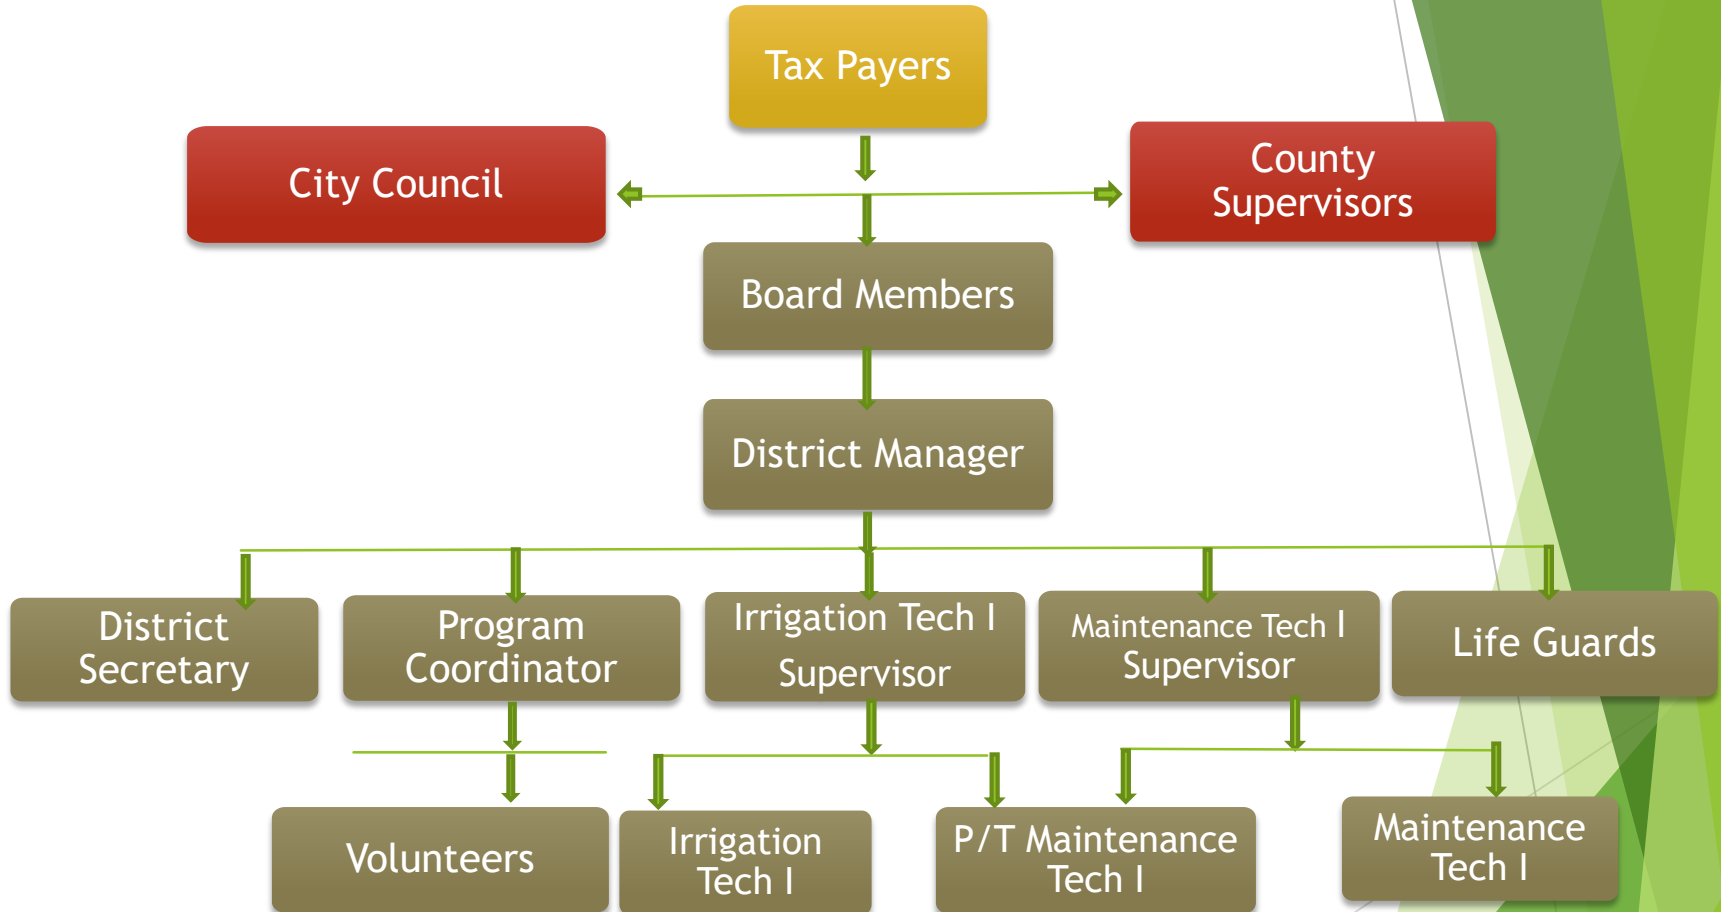 Tax Payers
City Council
County
Supervisors
Board Members
District Manager
District
Secretary
Program
Coordinator
Irrigation Tech I
Supervisor
Maintenance Tech I
Supervisor
Life Guards
Volunteers
Irrigation
Tech I
P/T Maintenance
Tech I
Maintenance
Tech I